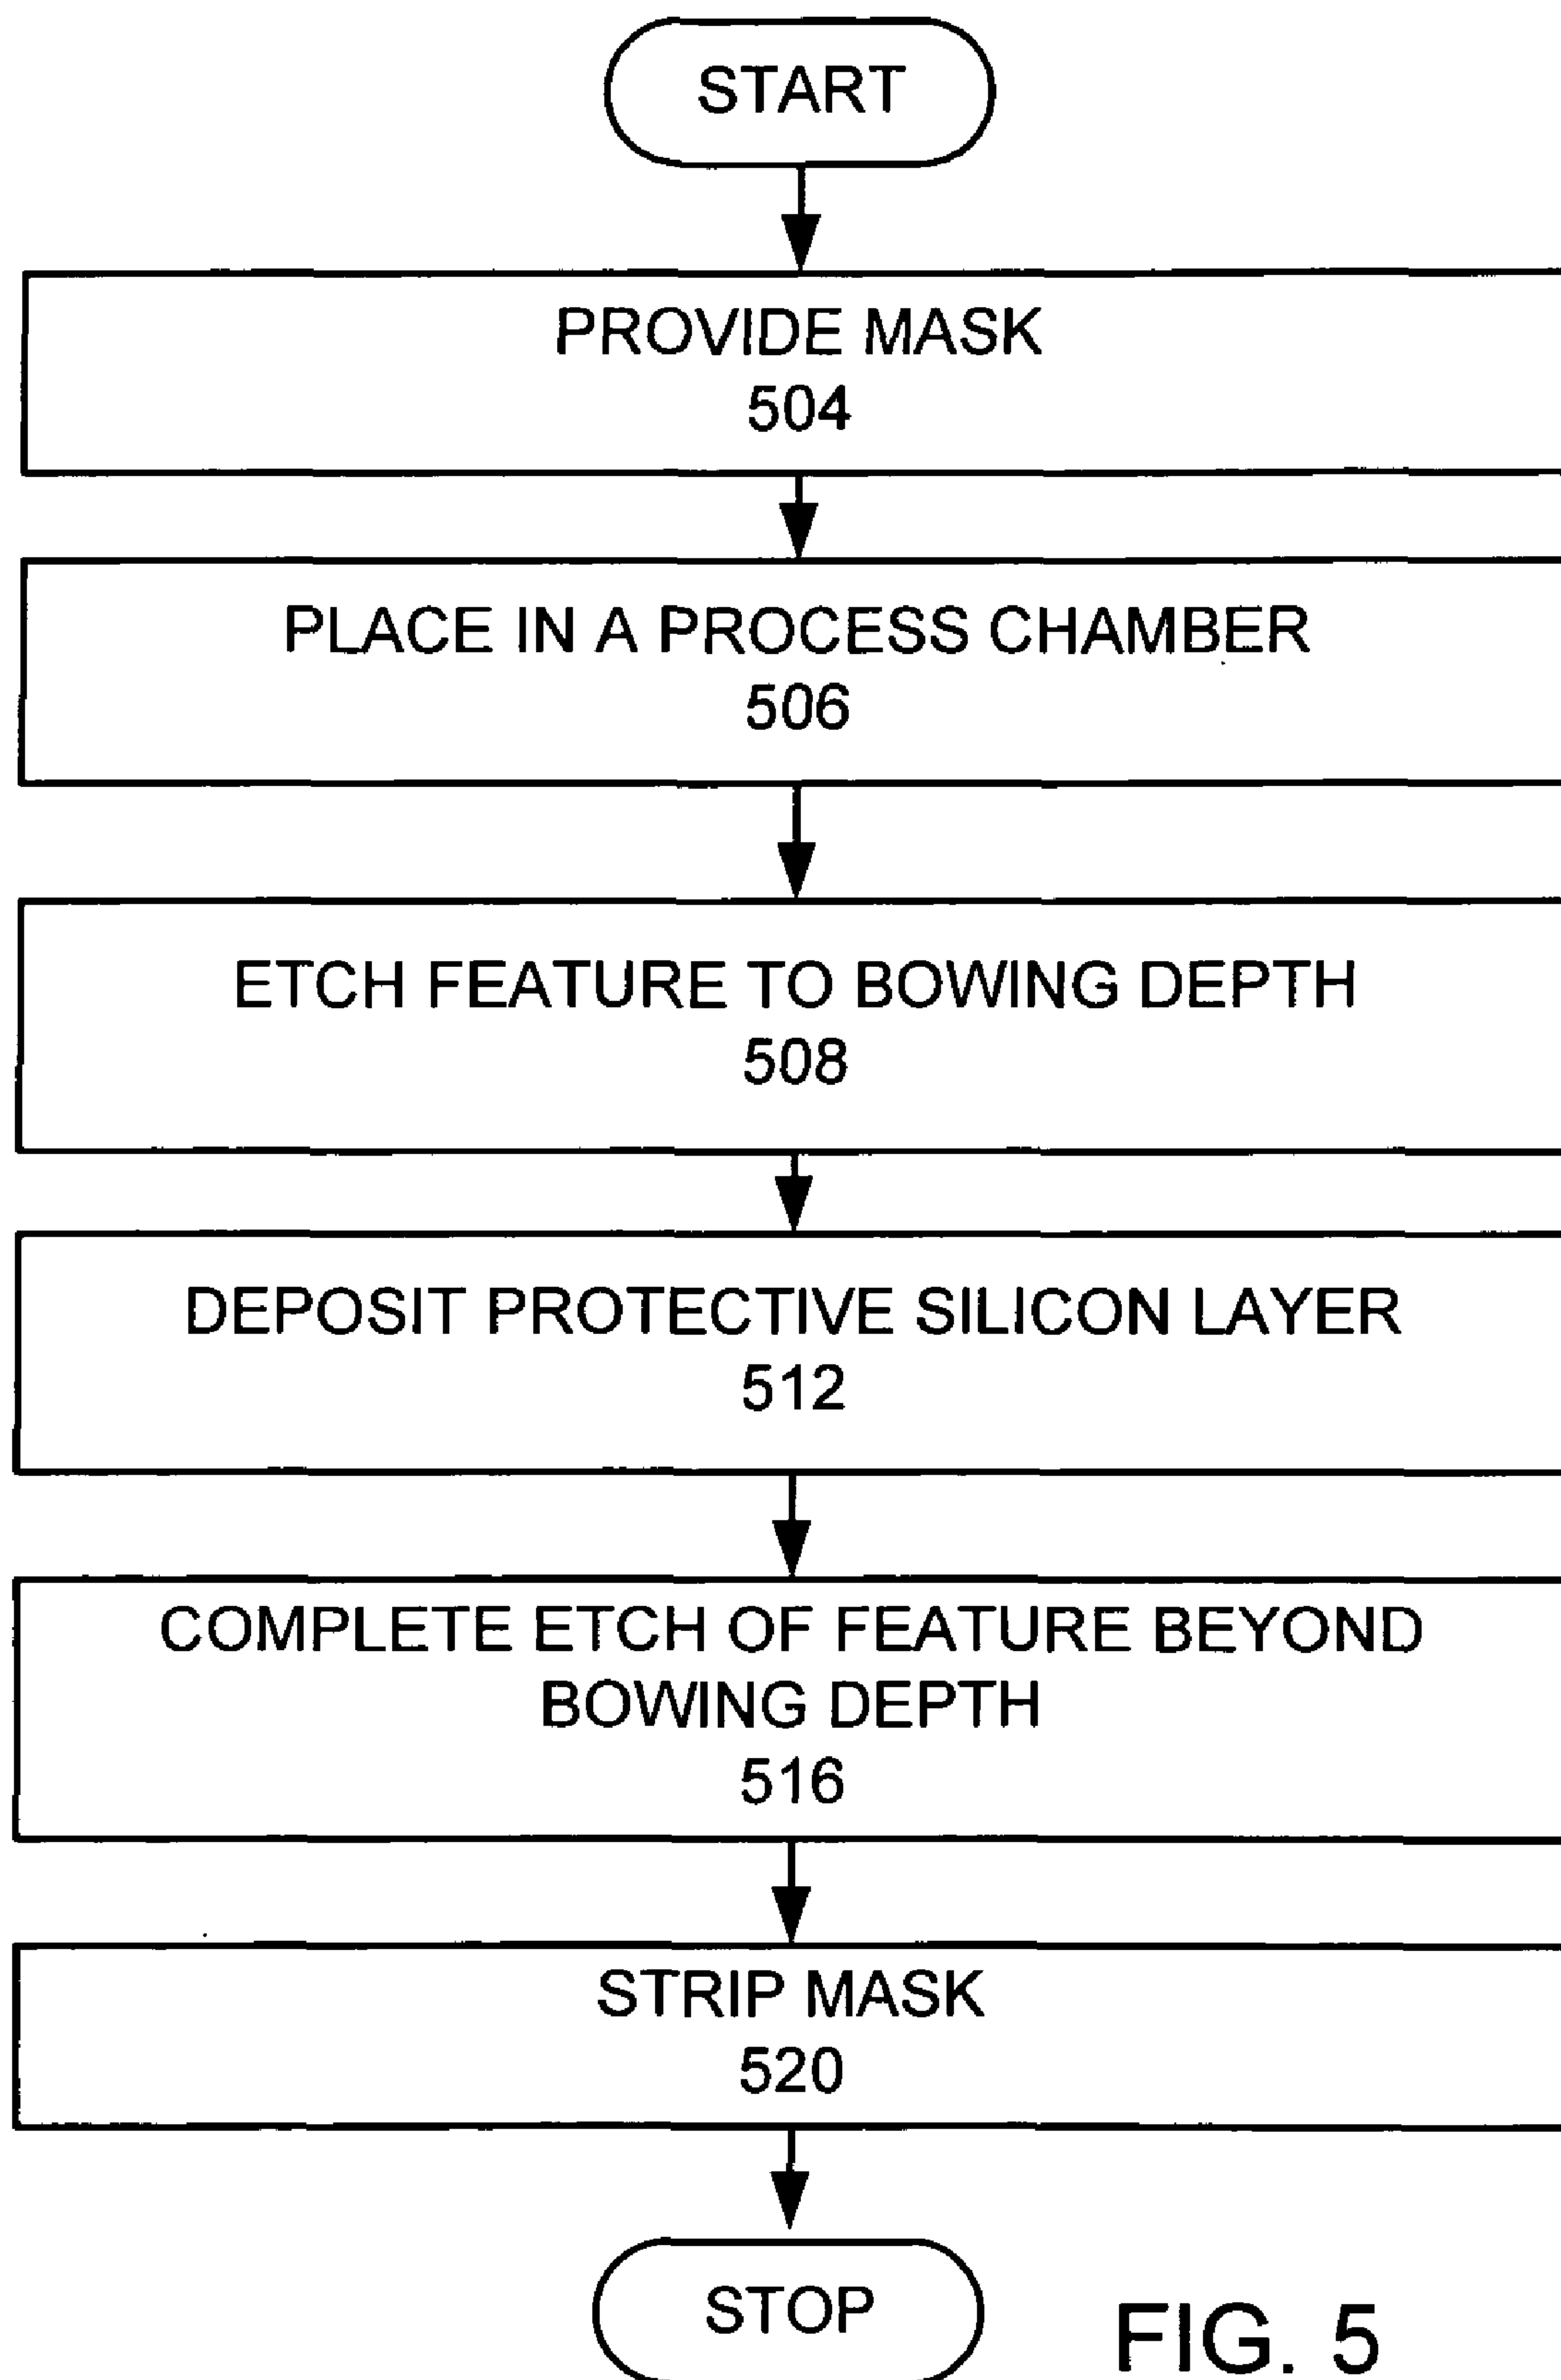 START
PROVIDE MASK
504
PLACE IN A PROCESS CHAMBER
506
ETCH FEATURE TO BOWING DEPTH
508
DEPOSIT PROTECTIVE SILICON LAYER
512
COMPLETE ETCH OF FEATURE BEYOND
BOWING DEPTH
516
STRIP MASK
520
STOP
FIG. 5